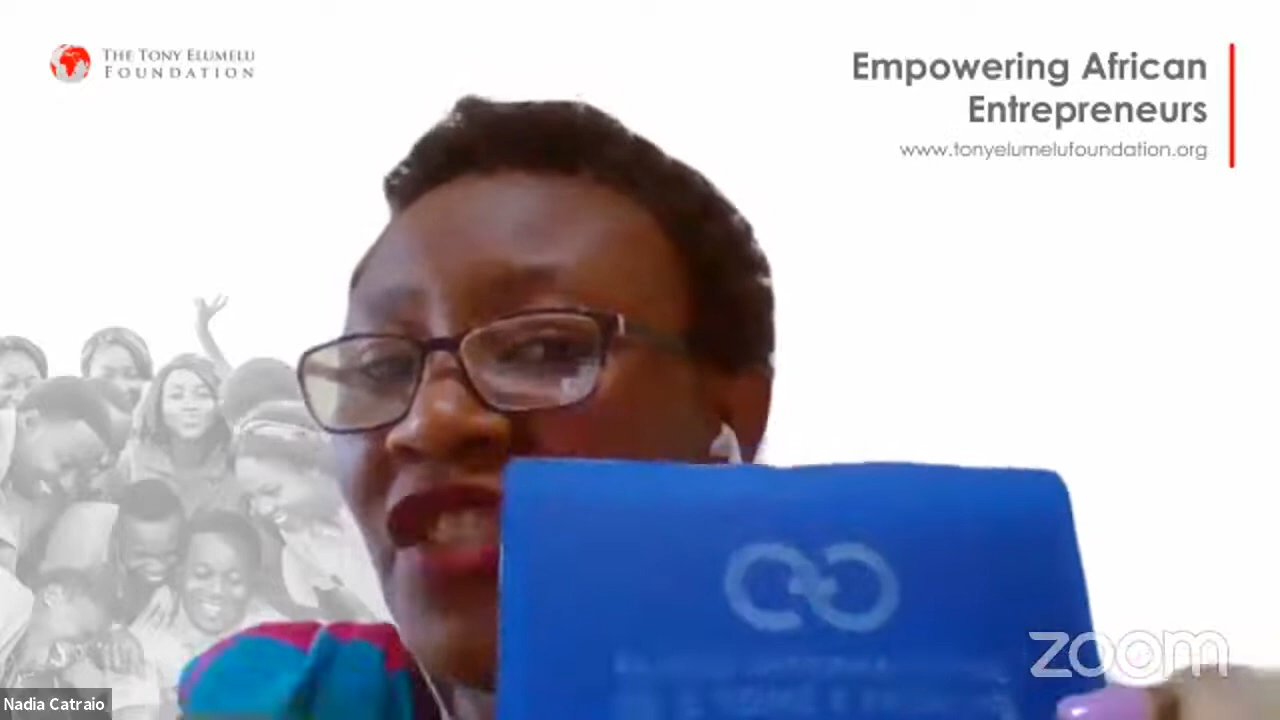 THE TONY ELUMELU
FOUNDATION
Empowering African
Entrepreneurs
www.tonyelumelufoundation.org
zoom
Nadia Catraio